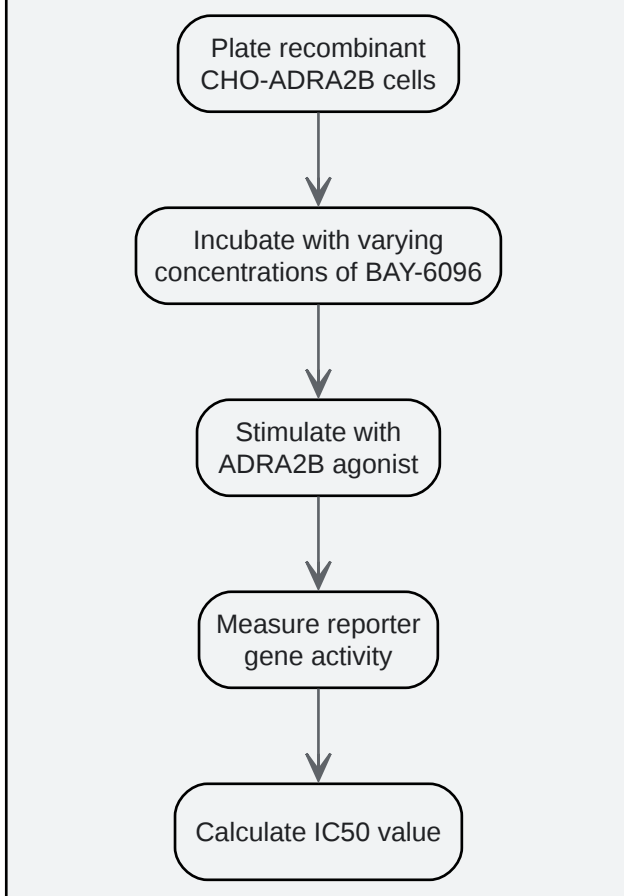 Plate recombinant
CHO-ADRA2B cells
Incubate with varying
concentrations of BAY-6096
Stimulate with
ADRA2B agonist
Measure reporter
gene activity
Calculate IC50 value